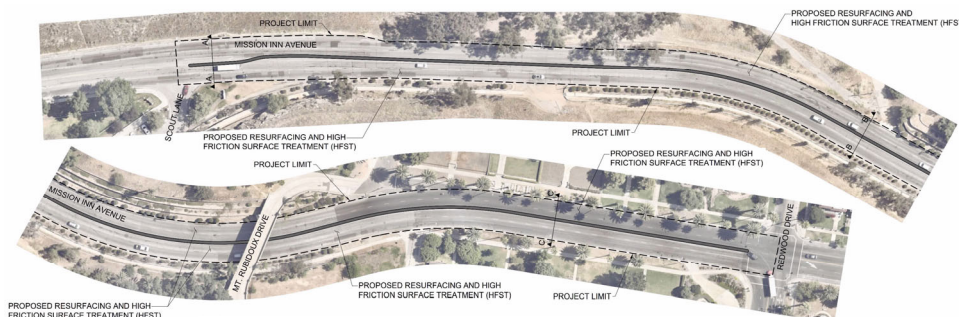 PROJECT LIMIT
PROPOSED RESURFACING AND
HIGH FRICTION SURFACE TREATMENT (HFST
MISSION INN AVENUE
A
A
SCOUT LANE
PROPOSED RESURFACING AND HIGH
FRICTION SURFACE TREATMENT (HFST)
PROJECT LIMIT
B
B
PROPOSED RESURFACING AND HIGH
FRICTION SURFACE TREATMENT (HFST)
PROJECT LIMIT
MISSION INN AVENUE
MT. RUBIDOUX DRIVE
C
C
REDWOOD DRIVE
PROPOSED RESURFACING AND HIGH
FRICTION SURFACE TREATMENT (HFST)
PROJECT LIMIT
PROPOSED RESURFACING AND HIGH
FRICTION SURFACE TREATMENT (HFST)